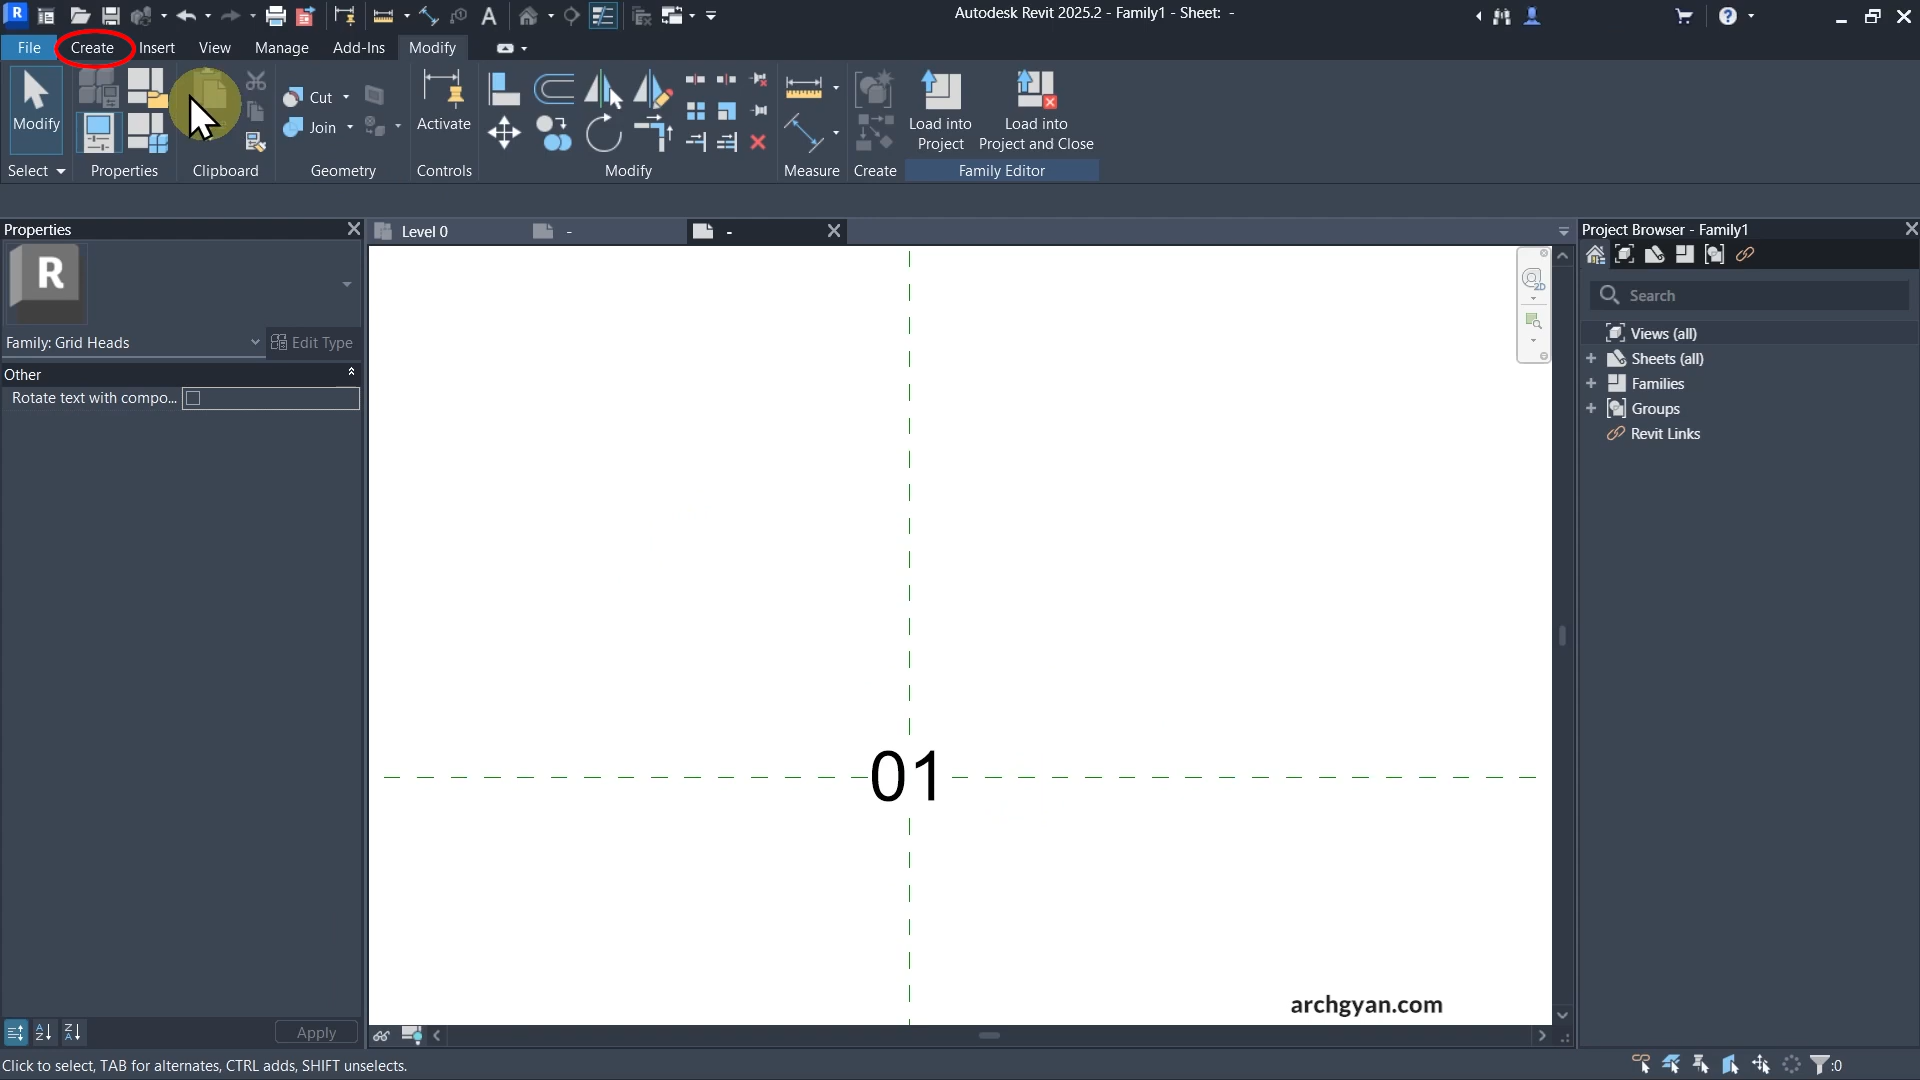 Autodesk Revit 2025.2 - Family1 - Sheet: -
File Create Insert View Manage Add-Ins Modify
Cut
Join
Modify
Activate
Load into
Project
Load into
Project and Close
Select Properties Clipboard Geometry Controls Modify Measure Create Family Editor
Properties
Level 0 - -
Project Browser - Family1
R
2D
Search
Family: Grid Heads Edit Type
Views (all)
Sheets (all)
Families
Groups
Revit Links
Other
Rotate text with compo...
01
archgyan.com
Apply
Click to select, TAB for alternates, CTRL adds, SHIFT unselects.
:0